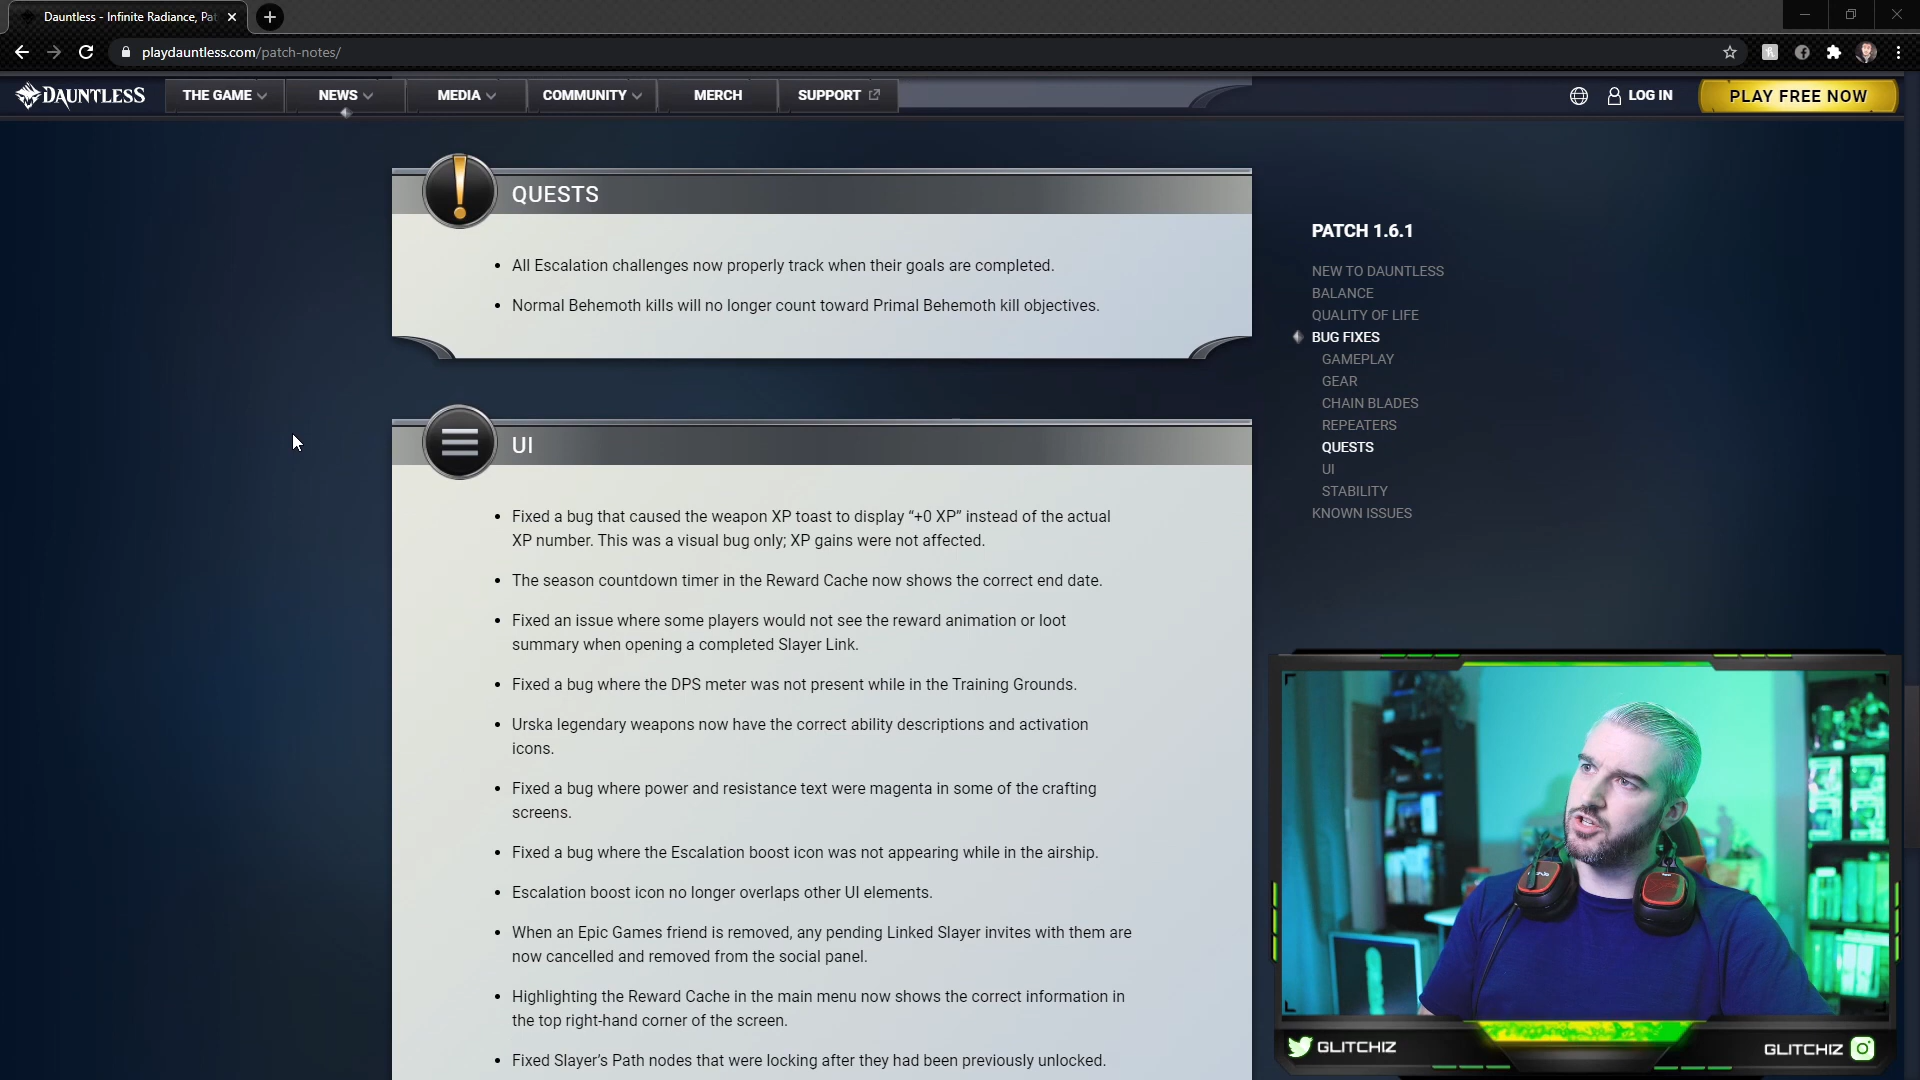 Dauntless - Infinite Radiance, Pat
playdauntless.com/patch-notes/
DAUNTLESS
THE GAME
NEWS
MEDIA
COMMUNITY
MERCH
SUPPORT
LOG IN
PLAY FREE NOW
QUESTS
• All Escalation challenges now properly track when their goals are completed.
• Normal Behemoth kills will no longer count toward Primal Behemoth kill objectives.
UI
• Fixed a bug that caused the weapon XP toast to display “+0 XP” instead of the actual
XP number. This was a visual bug only; XP gains were not affected.
• The season countdown timer in the Reward Cache now shows the correct end date.
• Fixed an issue where some players would not see the reward animation or loot
summary when opening a completed Slayer Link.
• Fixed a bug where the DPS meter was not present while in the Training Grounds.
• Urska legendary weapons now have the correct ability descriptions and activation
icons.
• Fixed a bug where power and resistance text were magenta in some of the crafting
screens.
• Fixed a bug where the Escalation boost icon was not appearing while in the airship.
• Escalation boost icon no longer overlaps other UI elements.
• When an Epic Games friend is removed, any pending Linked Slayer invites with them are
now cancelled and removed from the social panel.
• Highlighting the Reward Cache in the main menu now shows the correct information in
the top right-hand corner of the screen.
• Fixed Slayer’s Path nodes that were locking after they had been previously unlocked.
PATCH 1.6.1
NEW TO DAUNTLESS
BALANCE
QUALITY OF LIFE
BUG FIXES
GAMEPLAY
GEAR
CHAIN BLADES
REPEATERS
QUESTS
UI
STABILITY
KNOWN ISSUES
GLITCHIZ
GLITCHIZ